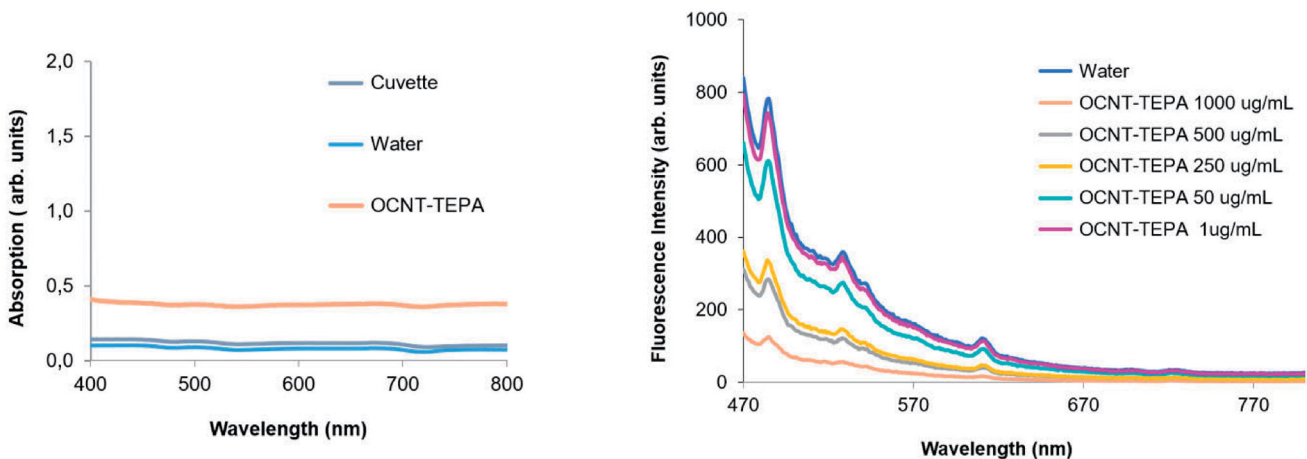 2,0
1,5
1,0
0,5
0,0
400
500
600
700
800
Absorption ( arb. units)
Wavelength (nm)
Cuvette
Water
OCNT-TEPA
1000
800
600
400
200
0
470
570
670
770
Fluorescence Intensity (arb. units)
Wavelength (nm)
Water
OCNT-TEPA 1000 ug/mL
OCNT-TEPA 500 ug/mL
OCNT-TEPA 250 ug/mL
OCNT-TEPA 50 ug/mL
OCNT-TEPA 1ug/mL